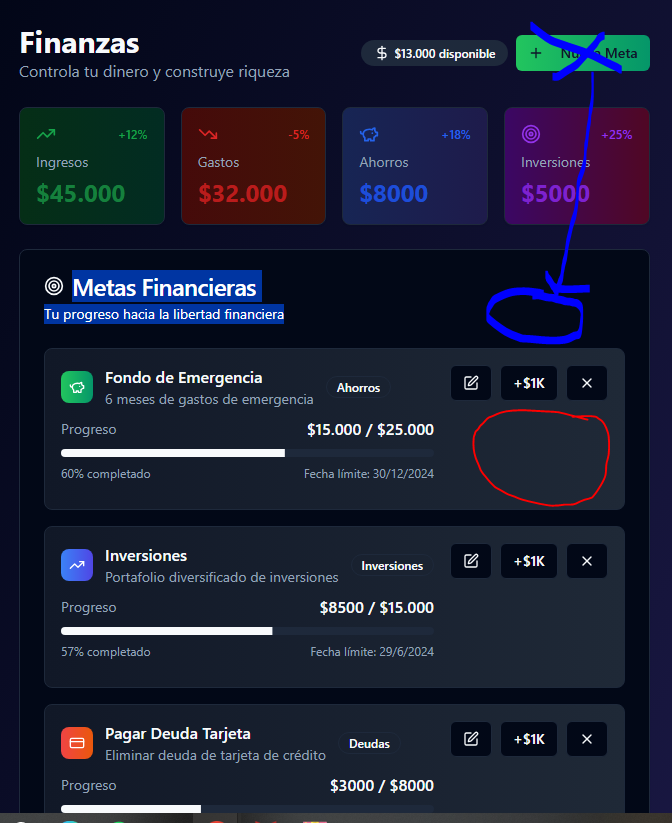 Finanzas
Controla tu dinero y construye riqueza
$13.000 disponible
+ Meta
+12%
Ingresos
$45.000
-5%
Gastos
$32.000
+18%
Ahorros
$8000
+25%
Inversiones
$5000
Metas Financieras
Tu progreso hacia la libertad financiera
Fondo de Emergencia
6 meses de gastos de emergencia
Ahorros
+$1K
Progreso
$15.000 / $25.000
60% completado
Fecha límite: 30/12/2024
Inversiones
Portafolio diversificado de inversiones
Inversiones
+$1K
Progreso
$8500 / $15.000
57% completado
Fecha límite: 29/6/2024
Pagar Deuda Tarjeta
Eliminar deuda de tarjeta de crédito
Deudas
+$1K
Progreso
$3000 / $8000